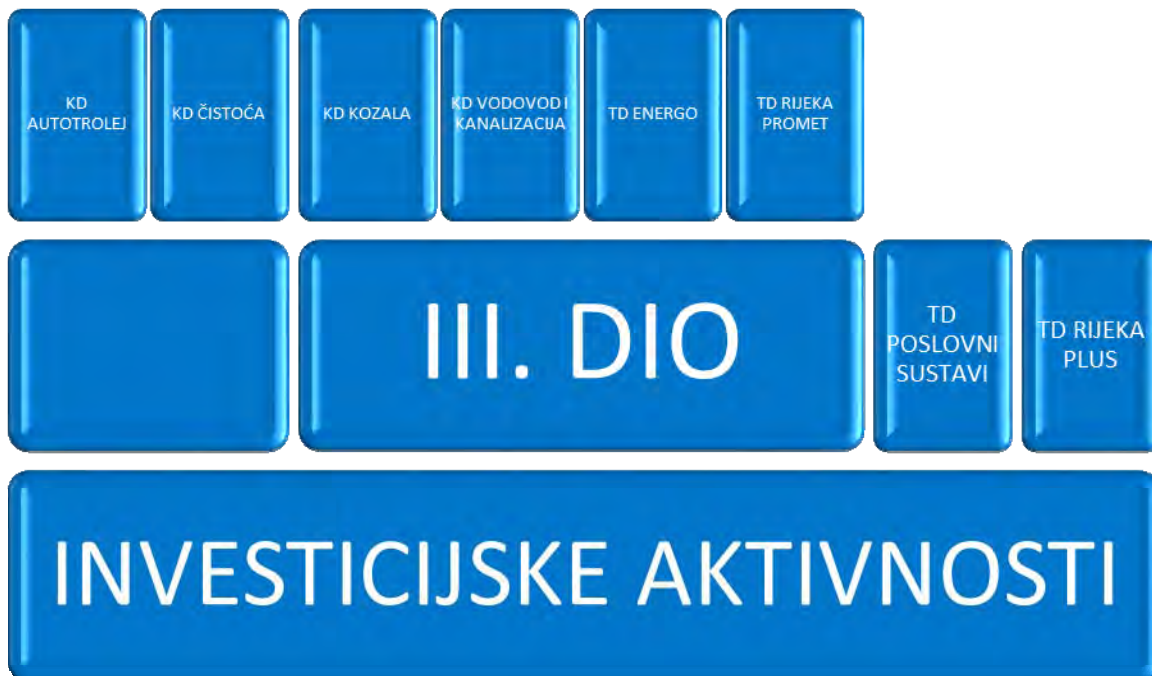 KD
AUTOTROLEJ
KD ČISTOĆA
KD KOZALA
KD VODOVOD I
KANALIZACIJA
TD ENERGO
TD RIJEKA
PROMET
III. DIO
TD
POSLOVNI
SUSTAVI
TD RIJEKA
PLUS
INVESTICIJSKE AKTIVNOSTI